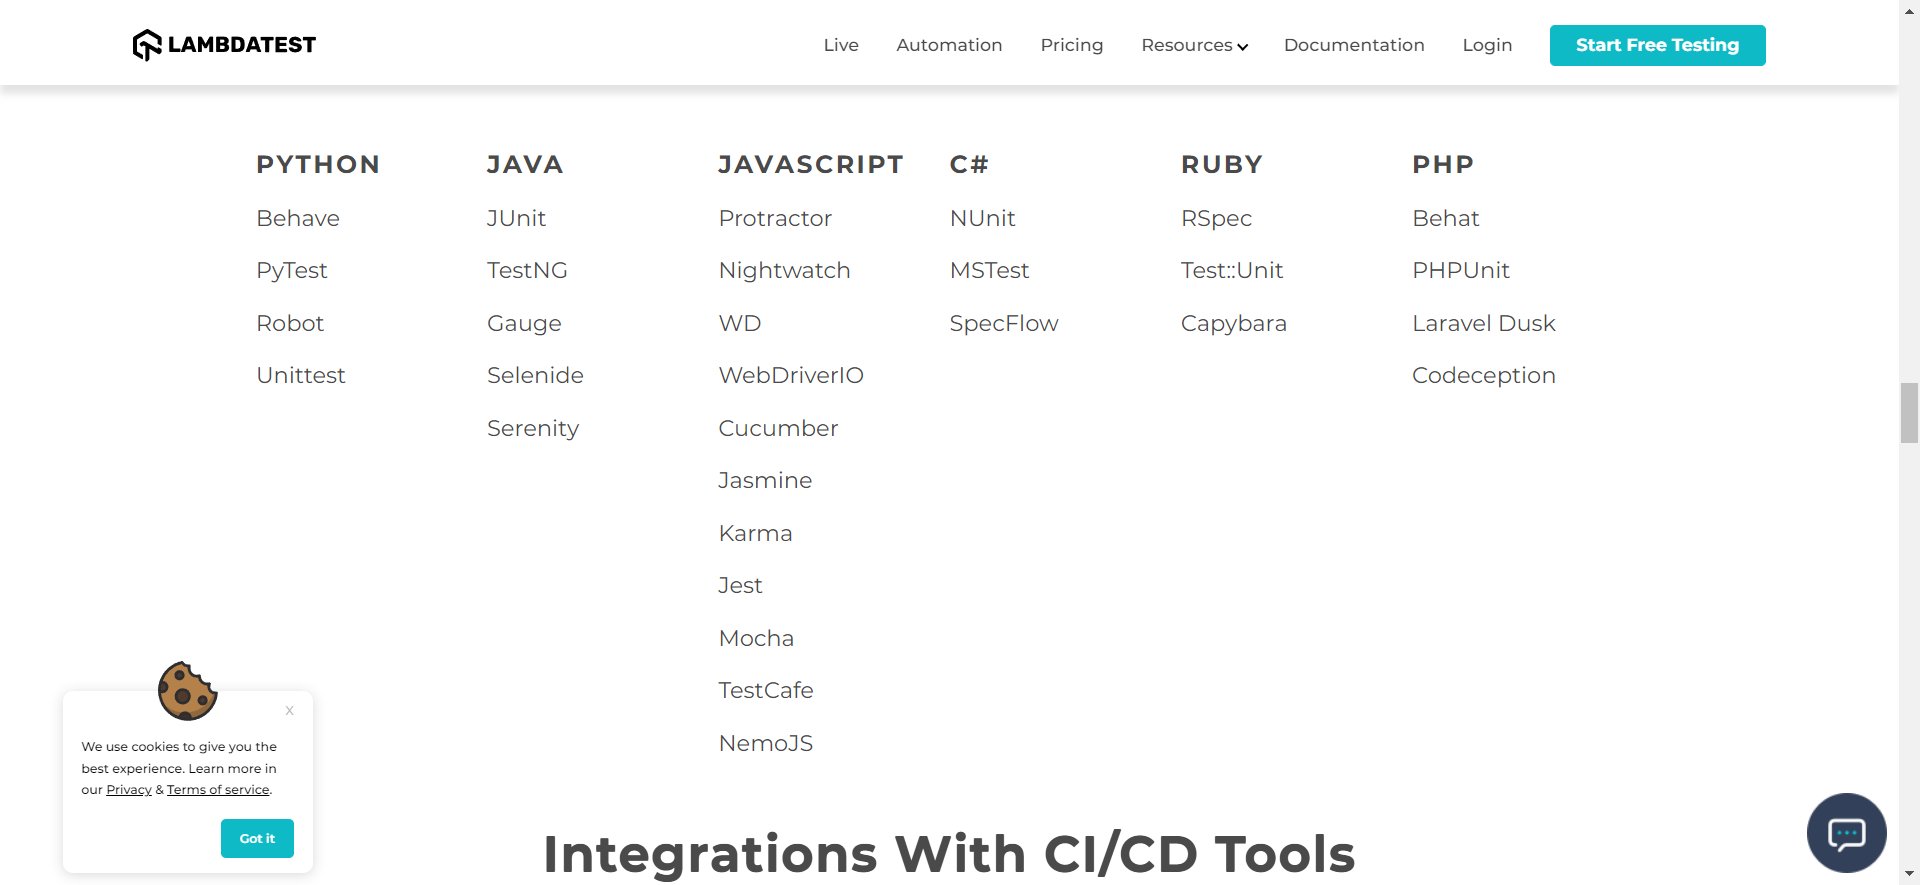 LAMBDATEST
Live Automation Pricing Resources Documentation Login Start Free Testing
PYTHON
Behave
PyTest
Robot
Unittest
JAVA
JUnit
TestNG
Gauge
Selenide
Serenity
JAVASCRIPT
Protractor
Nightwatch
WD
WebDriverIO
Cucumber
Jasmine
Karma
Jest
Mocha
TestCafe
NemoJS
C#
NUnit
MSTest
SpecFlow
RUBY
RSpec
Test::Unit
Capybara
PHP
Behat
PHPUnit
Laravel Dusk
Codeception
X
We use cookies to give you the
best experience. Learn more in
our Privacy & Terms of service.
Got it
Integrations With CI/CD Tools